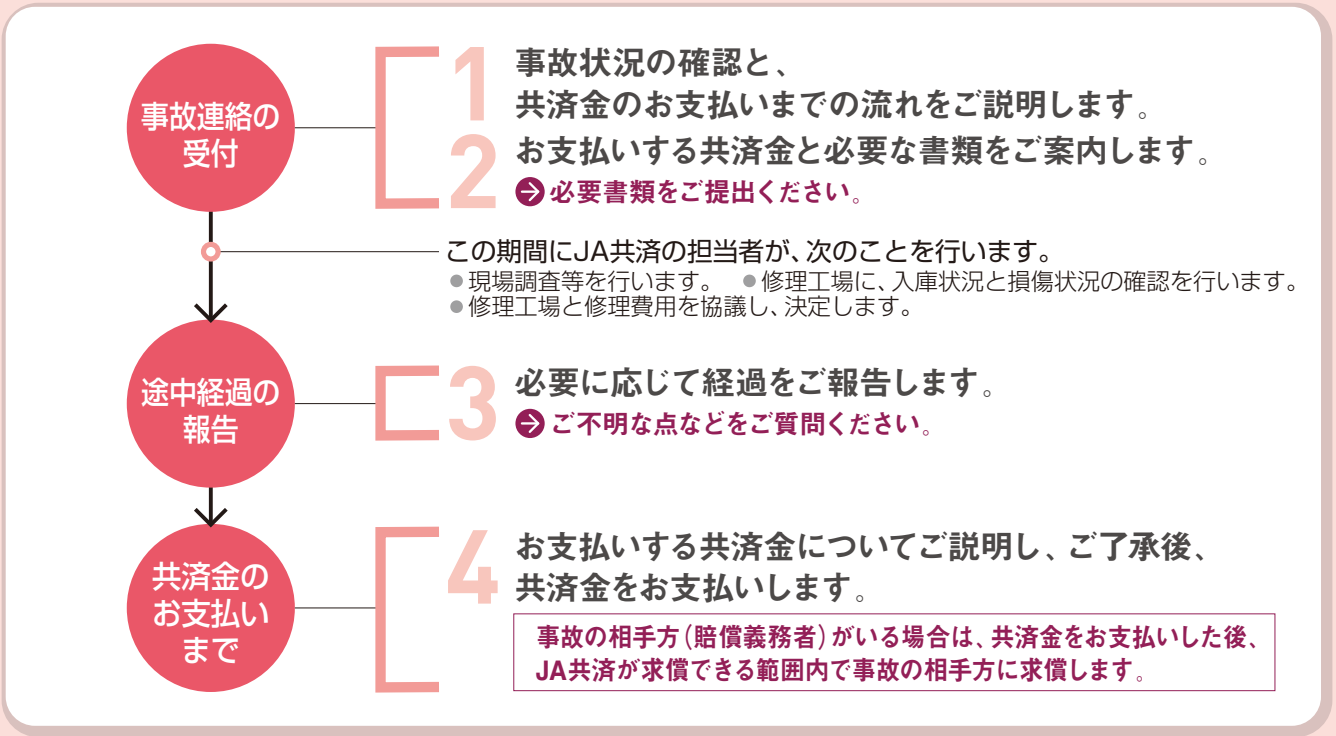 事故連絡の
受付
1
事故状況の確認と、
共済金のお支払いまでの流れをご説明します。
2
お支払いする共済金と必要な書類をご案内します。
必要書類をご提出ください。
この期間にJA共済の担当者が、次のことを行います。
●現場調査等を行います。 ●修理工場に、入庫状況と損傷状況の確認を行います。
●修理工場と修理費用を協議し、決定します。
途中経過の
報告
3
必要に応じて経過をご報告します。
ご不明な点などをご質問ください。
共済金の
お支払い
まで
4
お支払いする共済金についてご説明し、ご了承後、
共済金をお支払いします。
事故の相手方(賠償義務者)がいる場合は、共済金をお支払いした後、
JA共済が求償できる範囲内で事故の相手方に求償します。